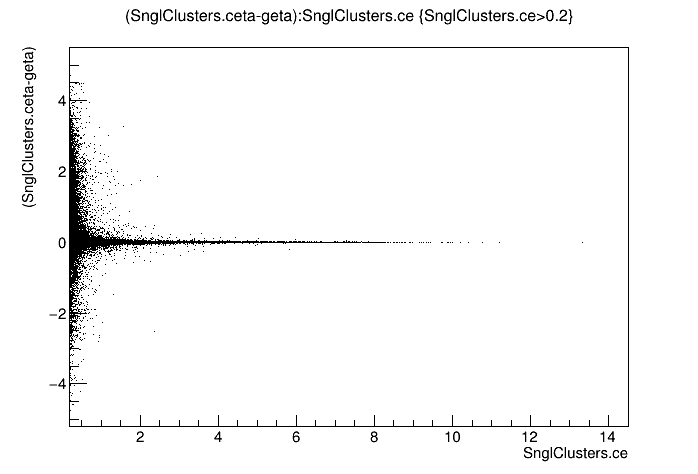 (SnglClusters.ceta-geta):SnglClusters.ce {SnglClusters.ce>0.2}
(SnglClusters.ceta-geta)
4
2
0
−2
−4
2 4 6 8 10 12 14
SnglClusters.ce